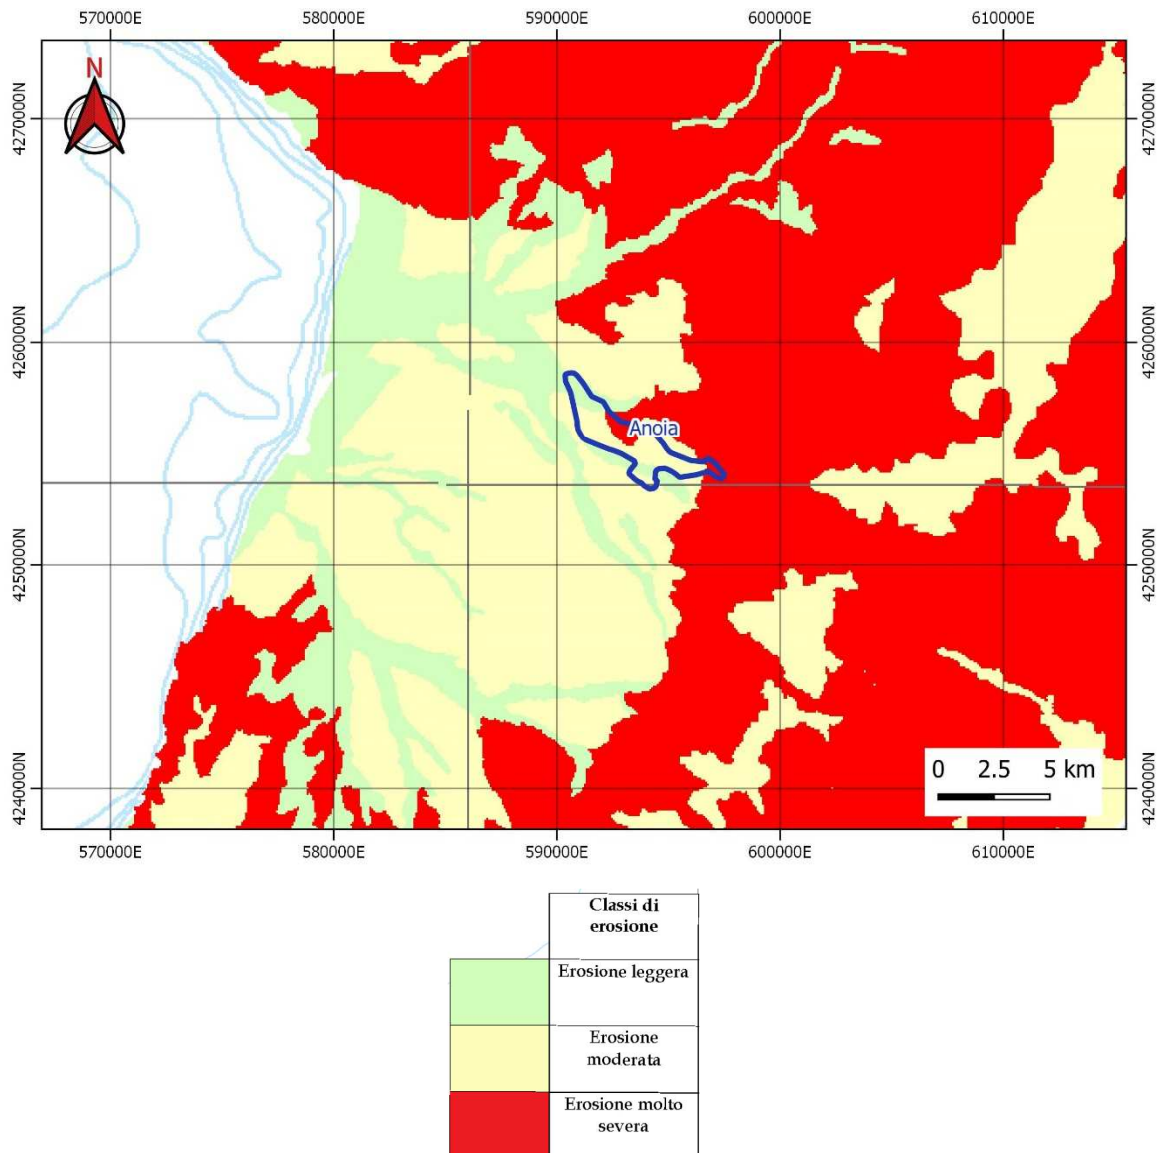 570000E 580000E 590000E 600000E 610000E
N
4270000N 4270000N
4260000N 4260000N
Anoia
4250000N 4250000N
0 2.5 5 km
4240000N 4240000N
570000E 580000E 590000E 600000E 610000E
Classi di
erosione
Erosione leggera
Erosione
moderata
Erosione molto
severa